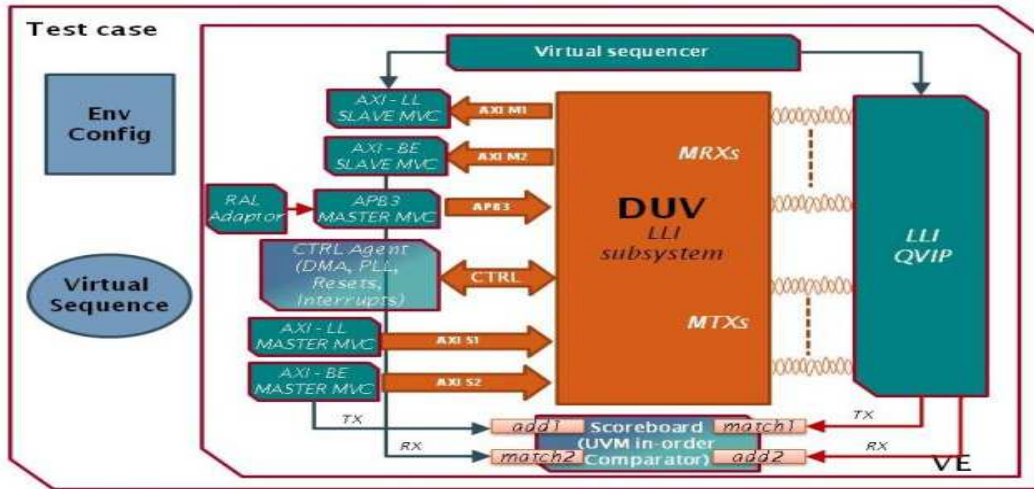 Test case
Env
Config
Virtual
Sequence
Virtual sequencer
AXI - LL
SLAVE MVC
AXI M1
AXI - BE
SLAVE MVC
AXI M2
RAL
Adaptor
APB3
MASTER MVC
APB3
CTRL Agent
(DMA, PLL,
Resets,
Interrupts)
CTRL
AXI - LL
MASTER MVC
AXI S1
AXI - BE
MASTER MVC
AXI S2
MRXs
DUV
LLI
subsystem
MTXs
LLI
QVIP
TX
RX
add1
match2
Scoreboard
(UVM in-order
Comparator)
match1
add2
TX
RX
VE